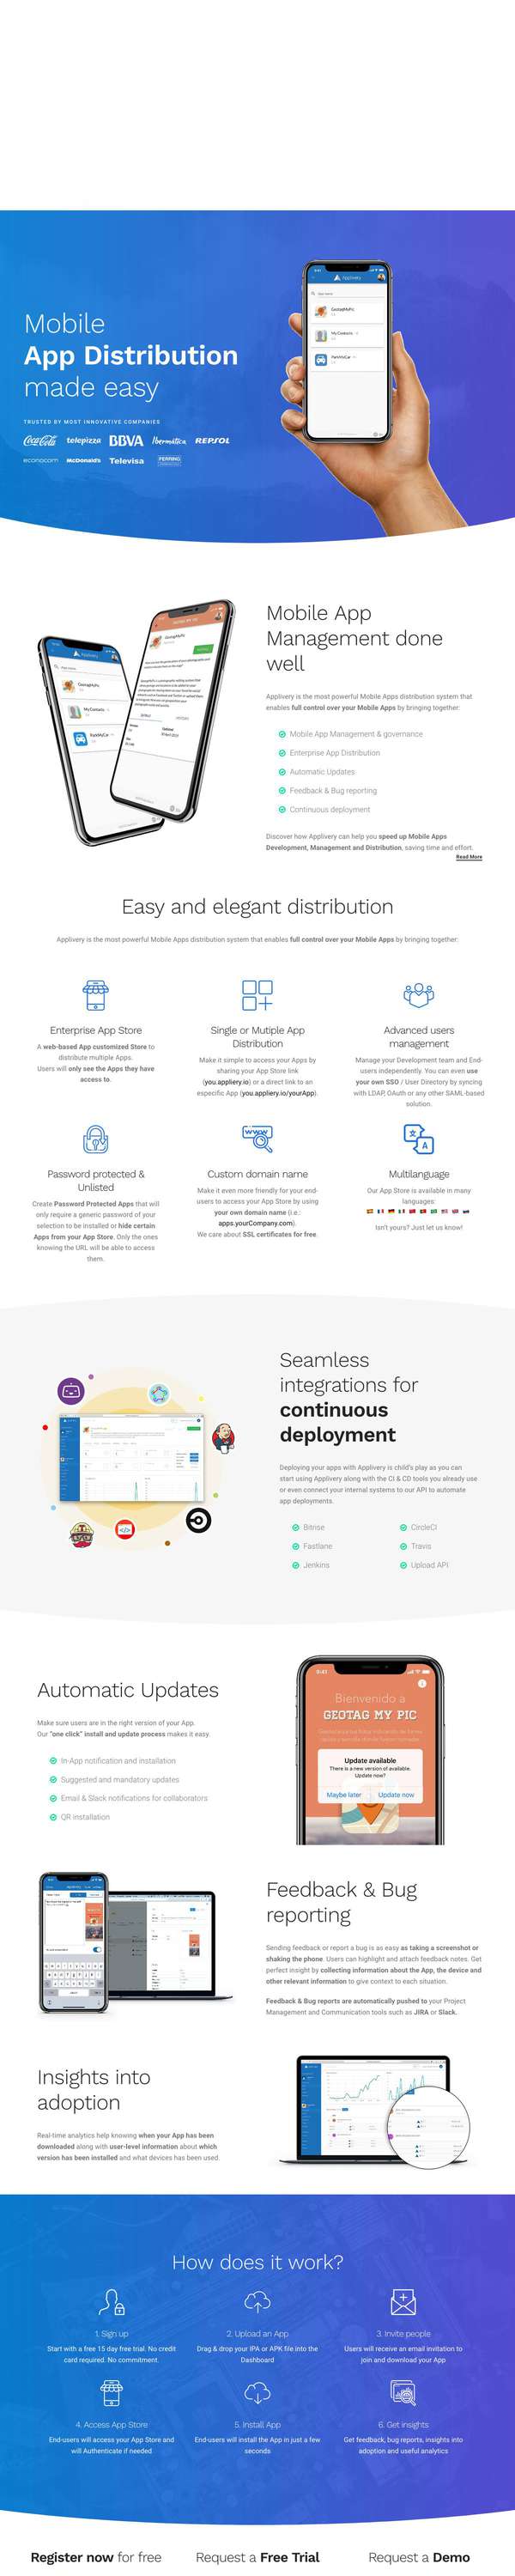 Mobile
App Distribution
made easy
TRUSTED BY MOST INNOVATIVE COMPANIES
Coca-Cola telepizza BBVA Ibermática REPSOL
econocom McDonald's Televisa FERRING
Mobile App
Management done
well
Applivery is the most powerful Mobile Apps distribution system that
enables full control over your Mobile Apps by bringing together:
Mobile App Management & governance
Enterprise App Distribution
Automatic Updates
Feedback & Bug reporting
Continuous deployment
Discover how Applivery can help you speed up Mobile Apps
Development, Management and Distribution, saving time and effort.
Read More
Easy and elegant distribution
Applivery is the most powerful Mobile Apps distribution system that enables full control over your Mobile Apps by bringing together:
Enterprise App Store
A web-based App customized Store to
distribute multiple Apps.
Users will only see the Apps they have
access to.
Single or Mutiple App
Distribution
Make it simple to access your Apps by
sharing your App Store link
(you.appliery.io) or a direct link to an
especific App (you.appliery.io/yourApp).
Advanced users
management
Manage your Development team and End-
users independently. You can even use
your own SSO / User Directory by syncing
with LDAP, OAuth or any other SAML-based
solution.
Password protected &
Unlisted
Create Password Protected Apps that will
only require a generic password of your
selection to be installed or hide certain
Apps from your App Store. Only the ones
knowing the URL will be able to access
them.
WWW
Custom domain name
Make it even more friendly for your end-
users to access your App Store by using
your own domain name (i.e.:
apps.yourCompany.com).
We care about SSL certificates for free.
Multilanguage
Our App Store is available in many
languages:
Isn't yours? Just let us know!
Seamless
integrations for
continuous
deployment
Deploying your apps with Applivery is child's play as you can
start using Applivery along with the CI & CD tools you already use
or even connect your internal systems to our API to automate
app deployments.
Bitrise CircleCI
Fastlane Travis
Jenkins Upload API
Automatic Updates
Make sure users are in the right version of your App.
Our "one click" install and update process makes it easy.
In-App notification and installation
Suggested and mandatory updates
Email & Slack notifications for collaborators
QR installation
9:41
Bienvenido a
GEOTAG MY PIC
Update available
There is a new version of available.
Update now?
Maybe later Update now
Feedback & Bug
reporting
Sending feedback or report a bug is as easy as taking a screenshot or
shaking the phone. Users can highlight and attach feedback notes. Get
perfect insight by collecting information about the App, the device and
other relevant information to give context to each situation.
Feedback & Bug reports are automatically pushed to your Project
Management and Communication tools such as JIRA or Slack.
Insights into
adoption
Real-time analytics help knowing when your App has been
downloaded along with user-level information about which
version has been installed and what devices has been used.
How does it work?
1. Sign up
Start with a free 15 day free trial. No credit
card required. No commitment.
2. Upload an App
Drag & drop your IPA or APK file into the
Dashboard
3. Invite people
Users will receive an email invitation to
join and download your App
4. Access App Store
End-users will access your App Store and
will Authenticate if needed
5. Install App
End-users will install the App in just a few
seconds
6. Get insights
Get feedback, bug reports, insights into
adoption and useful analytics
Register now for free
Request a Free Trial
Request a Demo